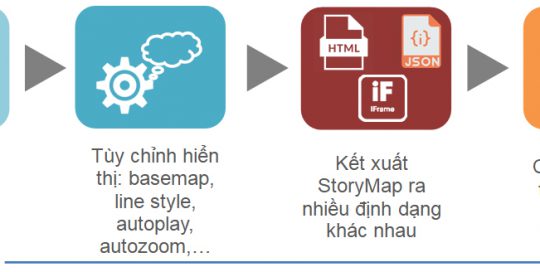 HTML
{i}
JSON
iF
IFrame
Tùy chỉnh hiển
thị: basemap,
line style,
autoplay,
autozoom,…
Kết xuất
StoryMap ra
nhiều định dạng
khác nhau